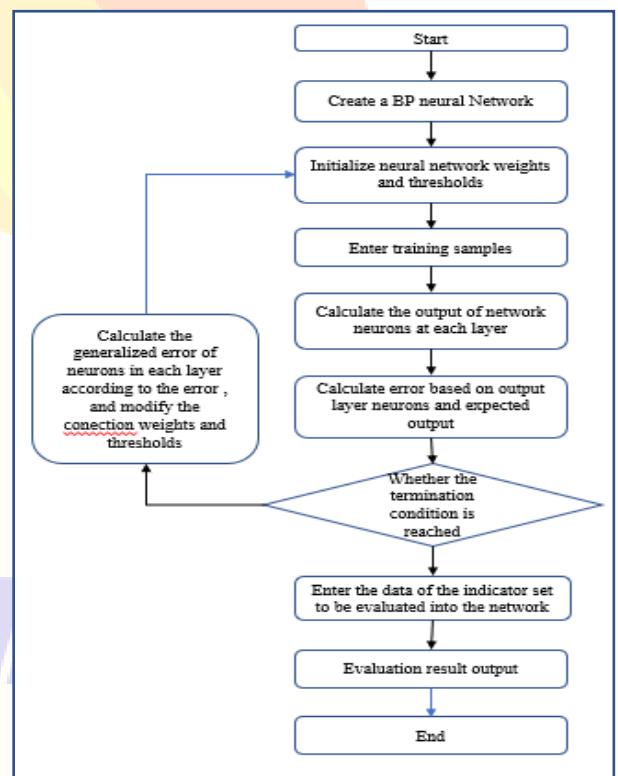 Start
Create a BP neural Network
Initialize neural network weights
and thresholds
Enter training samples
Calculate the output of network
neurons at each layer
Calculate error based on output
layer neurons and expected
output
Whether the
termination
condition is
reached
Calculate the
generalized error of
neurons in each layer
according to the error ,
and modify the
conection weights and
thresholds
Enter the data of the indicator set
to be evaluated into the network
Evaluation result output
End